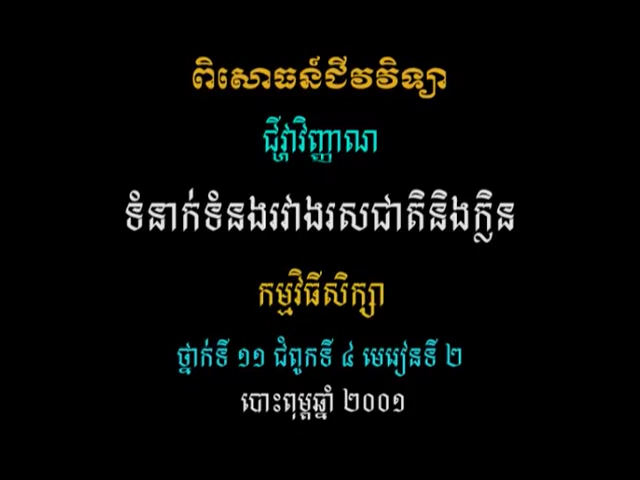 ពិសោធន៍ជីវវិទ្យា
ជីវ្ហាវិញ្ញាណ
ទំនាក់ទំនងរវាងរសជាតិនិងក្លិន
កម្មវិធីសិក្សា
ថ្នាក់ទី ១១ ជំពូកទី ៤ មេរៀនទី ២
បោះពុម្ពឆ្នាំ ២០០១